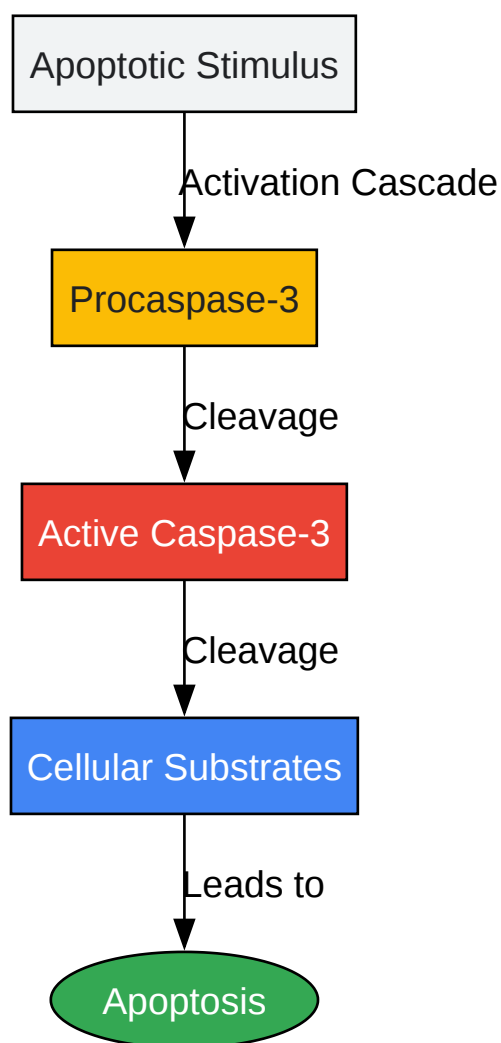 Apoptotic Stimulus
Activation Cascade
Procaspase-3
Cleavage
Active Caspase-3
Cleavage
Cellular Substrates
Leads to
Apoptosis